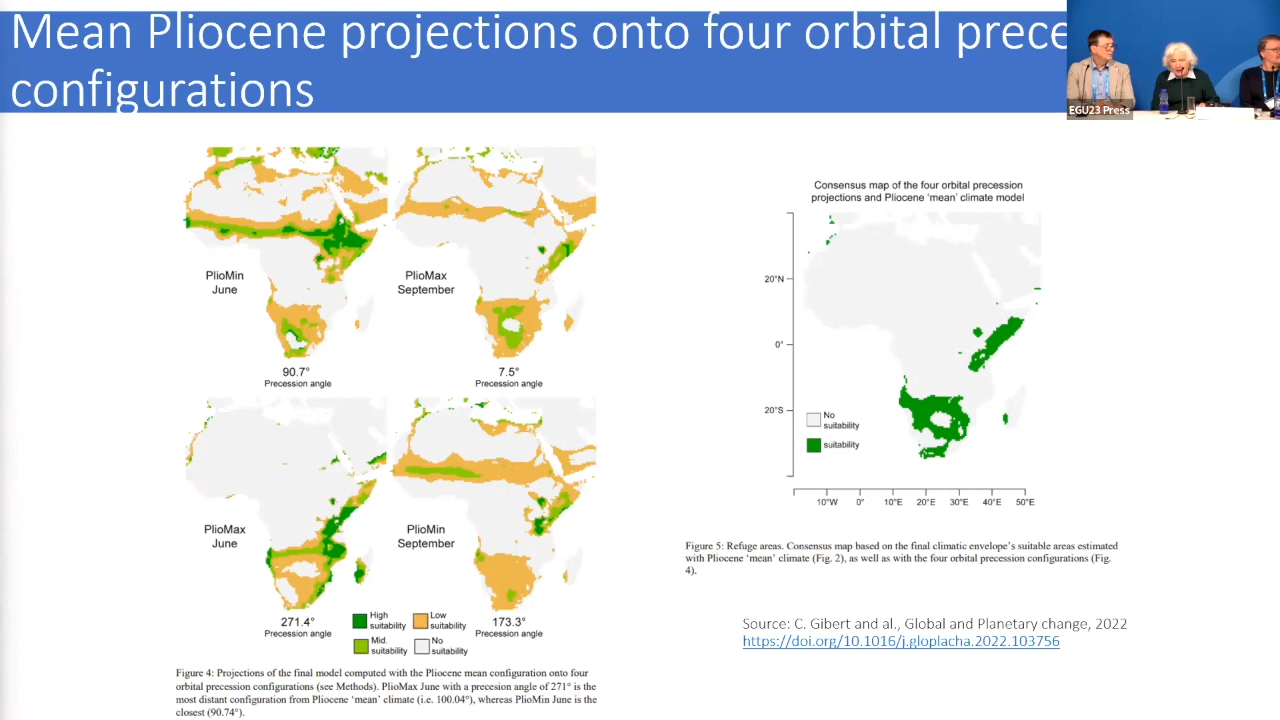 Mean Pliocene projections onto four orbital prece
configurations
EGU23 Press
PlioMin
June
90.7°
Precession angle
PlioMax
September
7.5°
Precession angle
PlioMax
June
271.4°
Precession angle
PlioMin
September
173.3°
Precession angle
High
suitability
Low
suitability
Mid.
suitability
No
suitability
Figure 4: Projections of the final model computed with the Pliocene mean configuration onto four
orbital precession configurations (see Methods). PlioMax June with a precesion angle of 271° is the
most distant configuration from Pliocene 'mean' climate (i.e. 100.04°), whereas PlioMin June is the
closest (90.74°).
Consensus map of the four orbital precession
projections and Pliocene 'mean' climate model
20°N
0°
20°S
No
suitability
suitability
10°W 0° 10°E 20°E 30°E 40°E 50°E
Figure 5: Refuge areas. Consensus map based on the final climatic envelope's suitable areas estimated
with Pliocene 'mean' climate (Fig. 2), as well as with the four orbital precession configurations (Fig.
4).
Source: C. Gibert and al., Global and Planetary change, 2022
https://doi.org/10.1016/j.gloplacha.2022.103756